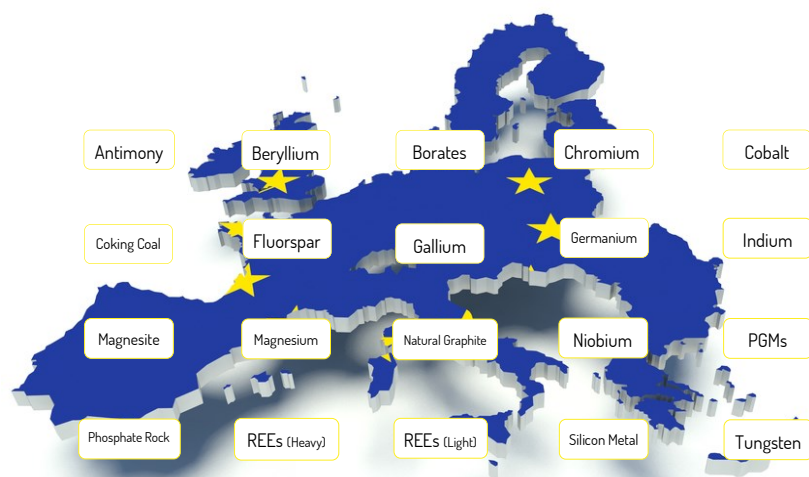 Antimony
Beryllium
Borates
Chromium
Cobalt
Coking Coal
Fluorspar
Gallium
Germanium
Indium
Magnesite
Magnesium
Natural Graphite
Niobium
PGMs
Phosphate Rock
REEs (Heavy)
REEs (Light)
Silicon Metal
Tungsten